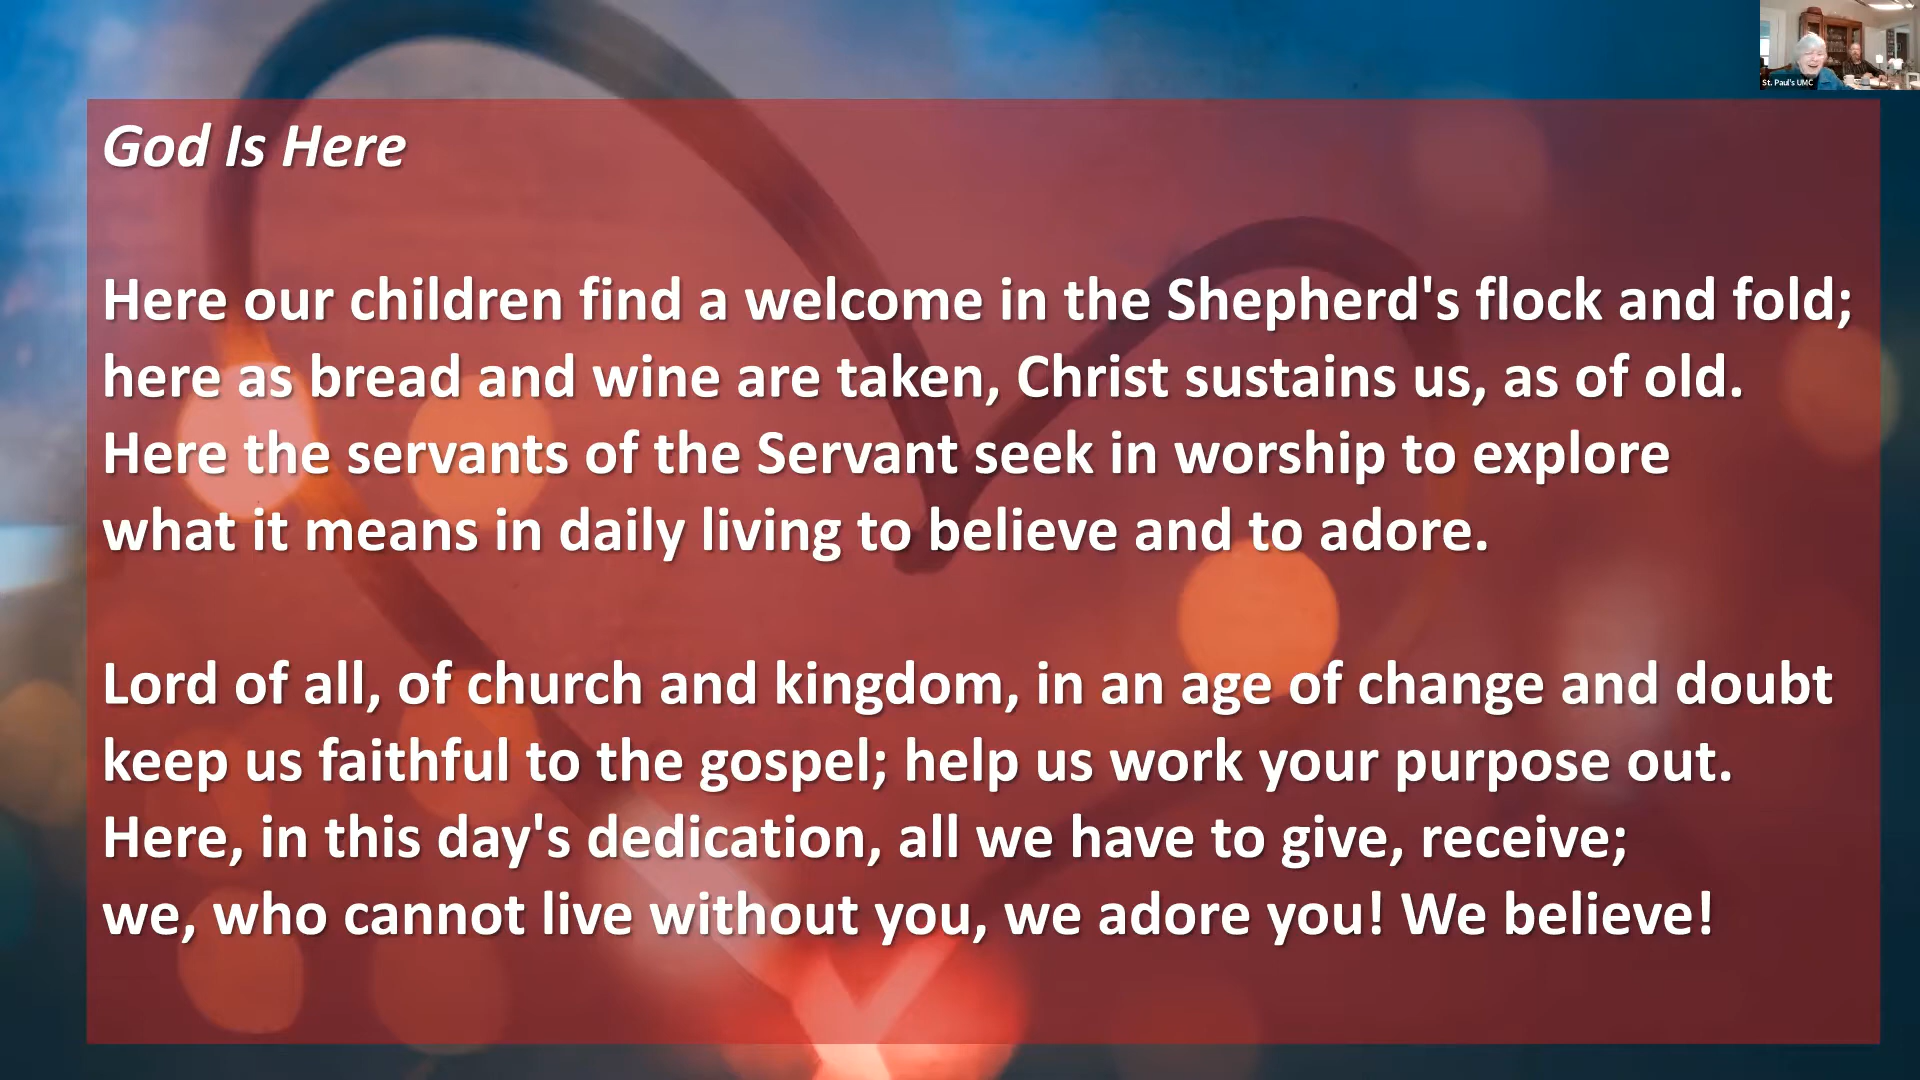 St. Paul's UMC
God Is Here
Here our children find a welcome in the Shepherd's flock and fold;
here as bread and wine are taken, Christ sustains us, as of old.
Here the servants of the Servant seek in worship to explore
what it means in daily living to believe and to adore.
Lord of all, of church and kingdom, in an age of change and doubt
keep us faithful to the gospel; help us work your purpose out.
Here, in this day's dedication, all we have to give, receive;
we, who cannot live without you, we adore you! We believe!